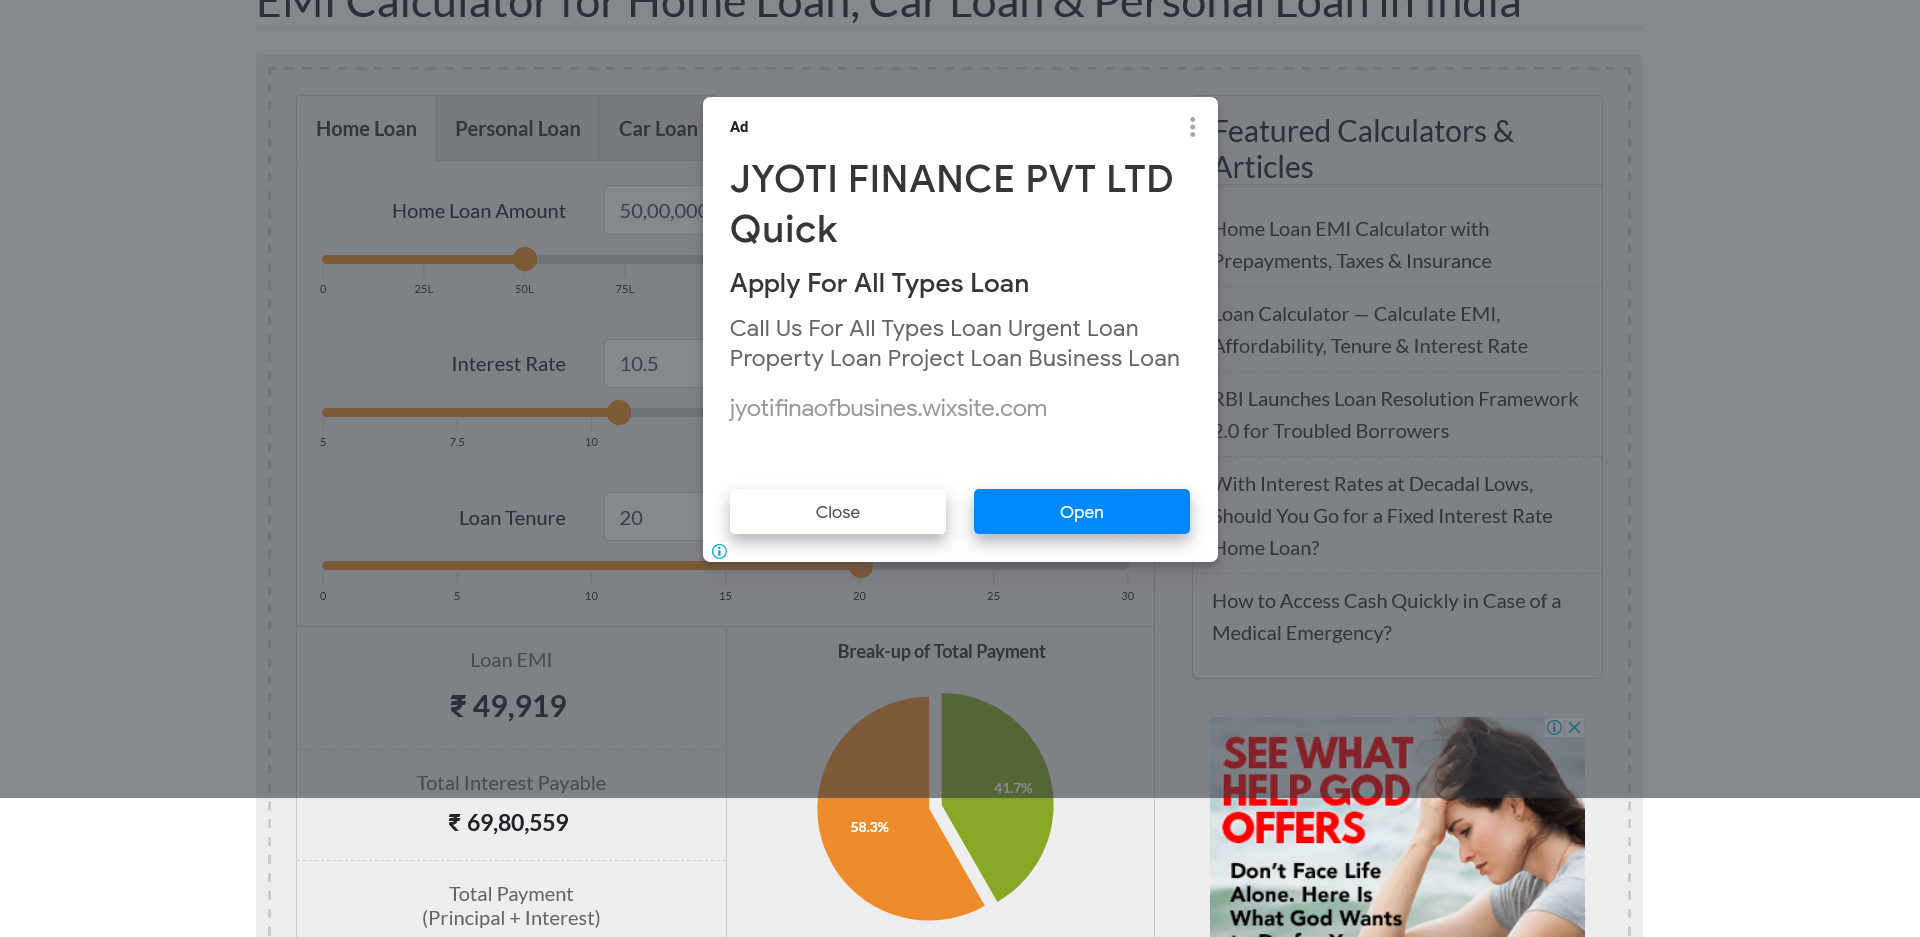 EMI Calculator for Home Loan, Car Loan & Personal Loan in India
Home Loan
Personal Loan
Car Loan
Home Loan Amount
50,00,000
0
25L
50L
75L
Interest Rate
10.5
5
7.5
10
Loan Tenure
20
0
5
10
15
20
25
30
Ad
JYOTI FINANCE PVT LTD
Quick
Apply For All Types Loan
Call Us For All Types Loan Urgent Loan
Property Loan Project Loan Business Loan
jyotifinaofbusines.wixsite.com
Close
Open
Featured Calculators &
Articles
Home Loan EMI Calculator with
Prepayments, Taxes & Insurance
Loan Calculator — Calculate EMI,
Affordability, Tenure & Interest Rate
RBI Launches Loan Resolution Framework
2.0 for Troubled Borrowers
With Interest Rates at Decadal Lows,
Should You Go for a Fixed Interest Rate
Home Loan?
How to Access Cash Quickly in Case of a
Medical Emergency?
Loan EMI
₹ 49,919
Total Interest Payable
₹ 69,80,559
Total Payment
(Principal + Interest)
Break-up of Total Payment
41.7%
58.3%
SEE WHAT
HELP GOD
OFFERS
Don't Face Life
Alone. Here Is
What God Wants